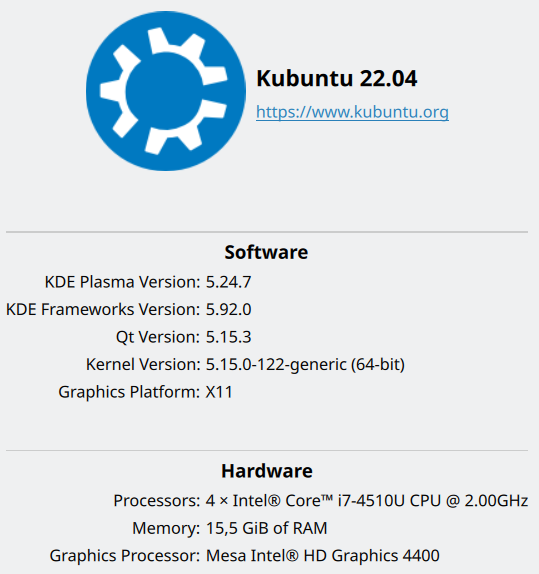 Kubuntu 22.04
https://www.kubuntu.org
Software
KDE Plasma Version: 5.24.7
KDE Frameworks Version: 5.92.0
Qt Version: 5.15.3
Kernel Version: 5.15.0-122-generic (64-bit)
Graphics Platform: X11
Hardware
Processors: 4 × Intel® Core™ i7-4510U CPU @ 2.00GHz
Memory: 15,5 GiB of RAM
Graphics Processor: Mesa Intel® HD Graphics 4400